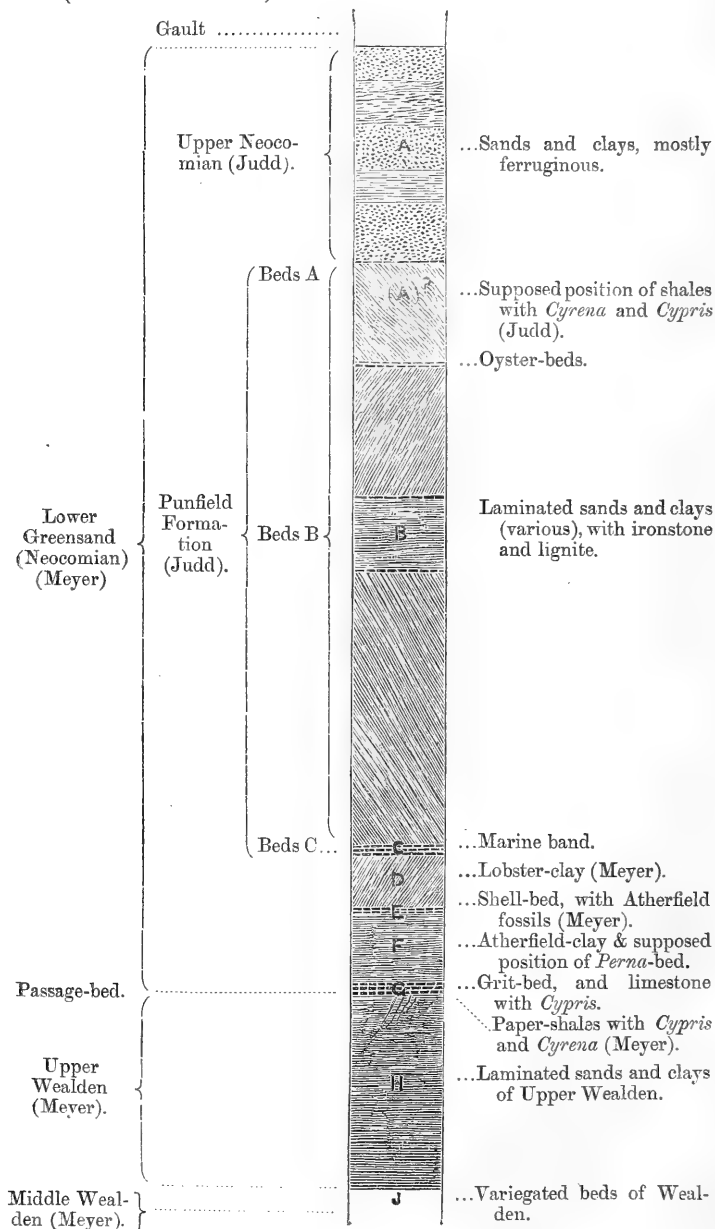 Gault ..................
Upper Neoco-
mian (Judd).
A
...Sands and clays, mostly
ferruginous.
Beds A
(A)?
...Supposed position of shales
with Cyrena and Cypris
(Judd).
...Oyster-beds.
Lower
Greensand
(Neocomian)
(Meyer)
Punfield
Forma-
tion
(Judd).
Beds B
B
Laminated sands and clays
(various), with ironstone
and lignite.
Beds C...
C
...Marine band.
D
...Lobster-clay (Meyer).
E
...Shell-bed, with Atherfield
fossils (Meyer).
F
...Atherfield-clay & supposed
position of Perna-bed.
Passage-bed.
G
...Grit-bed, and limestone
with Cypris.
Paper-shales with Cypris
and Cyrena (Meyer).
Upper
Wealden
(Meyer).
H
...Laminated sands and clays
of Upper Wealden.
Middle Weal-
den (Meyer).
J
...Variegated beds of Weal-
den.